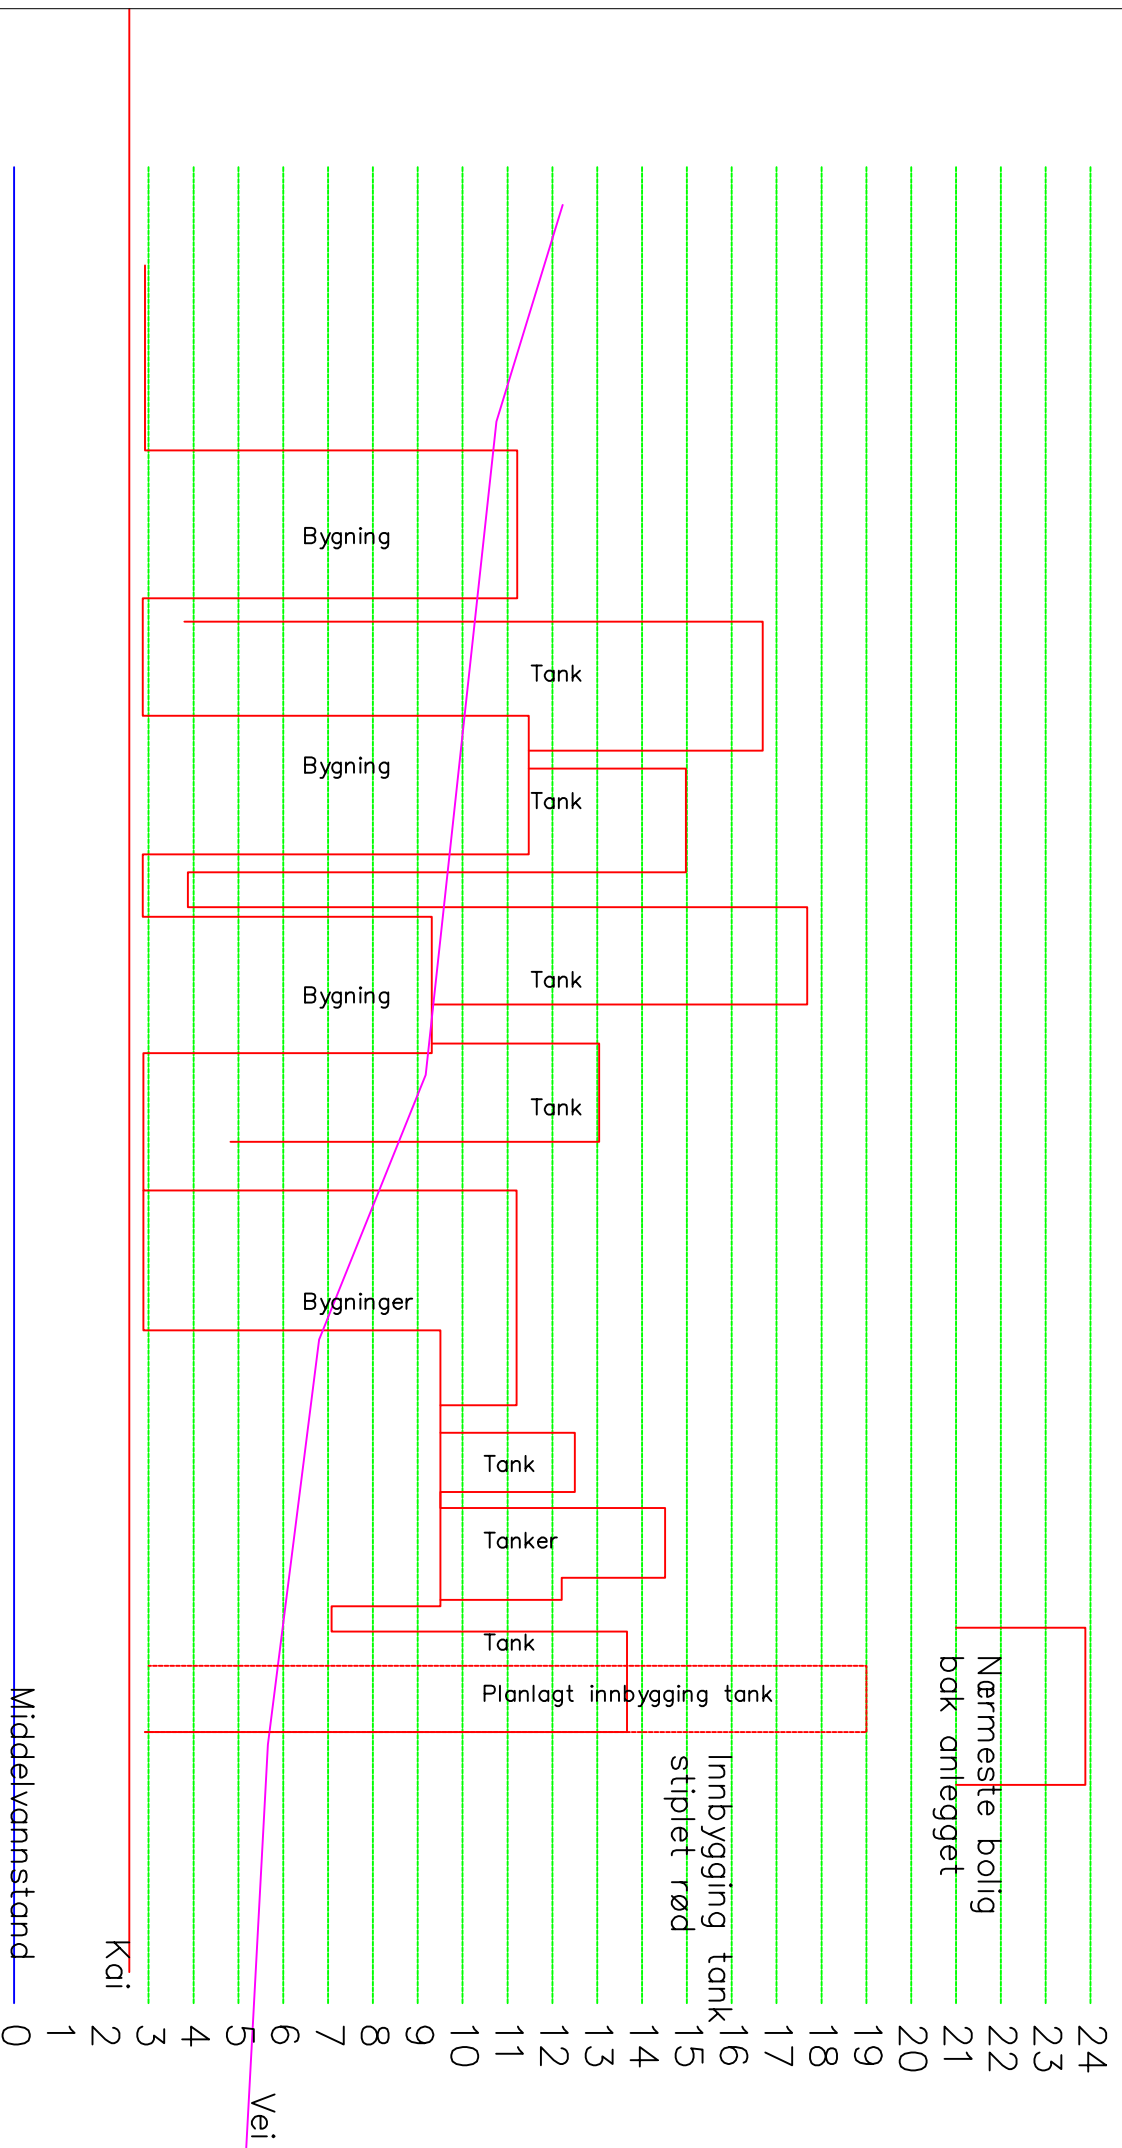 Bygning
Tank
Bygning
Tank
Bygning
Tank
Tank
Bygninger
Tank
Tanker
Tank
Planlagt innbygging tank
Nærmeste bolig
bak anlegget
Innbygging tank
stiplet rød
Middelvannstand
Kai
24
23
22
21
20
19
18
17
16
15
14
13
12
11
10
9
8
7
6
5
4
3
2
1
0
Vei